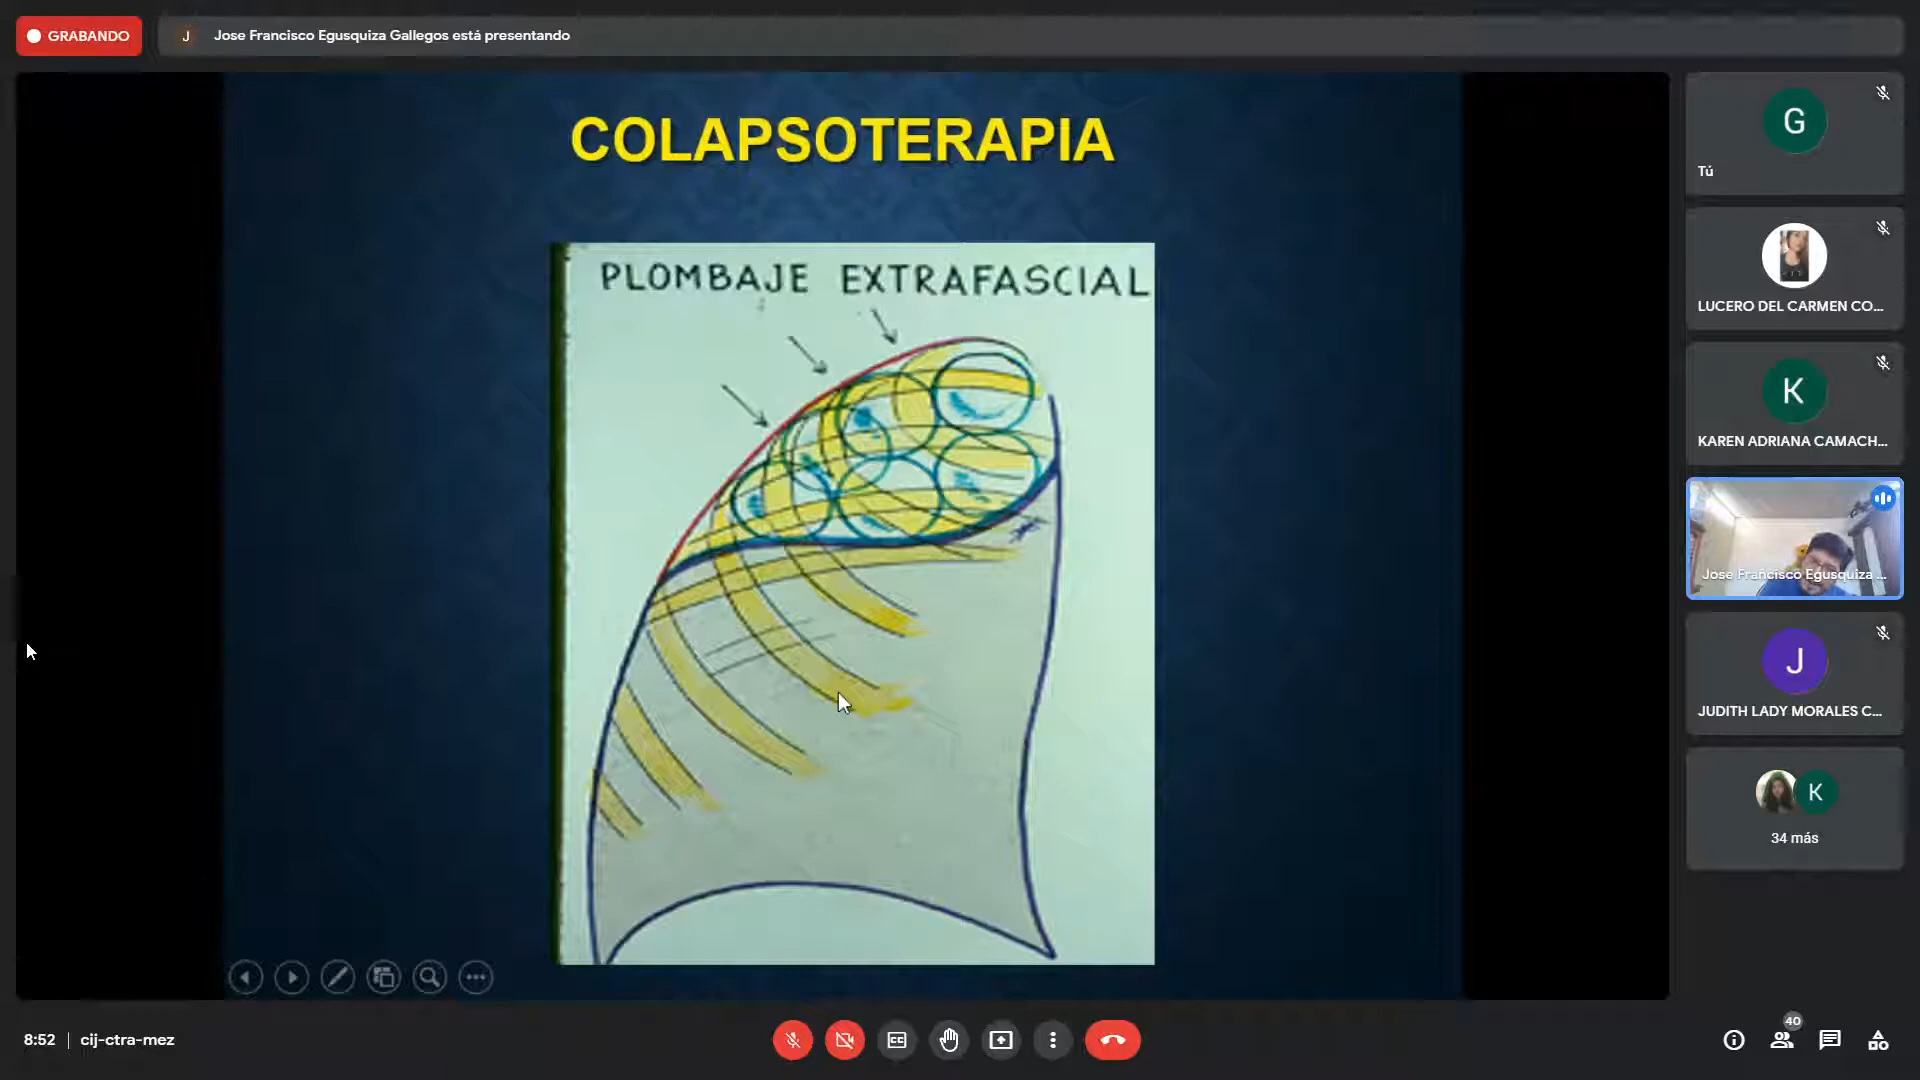 GRABANDO
J
Jose Francisco Egusquiza Gallegos está presentando
COLAPSOTERAPIA
PLOMBAJE EXTRAFASCIAL
G
Tú
LUCERO DEL CARMEN CO...
K
KAREN ADRIANA CAMACH...
Jose Francisco Egusquiza ...
J
JUDITH LADY MORALES C...
K
34 más
8:52 | cij-ctra-mez
40